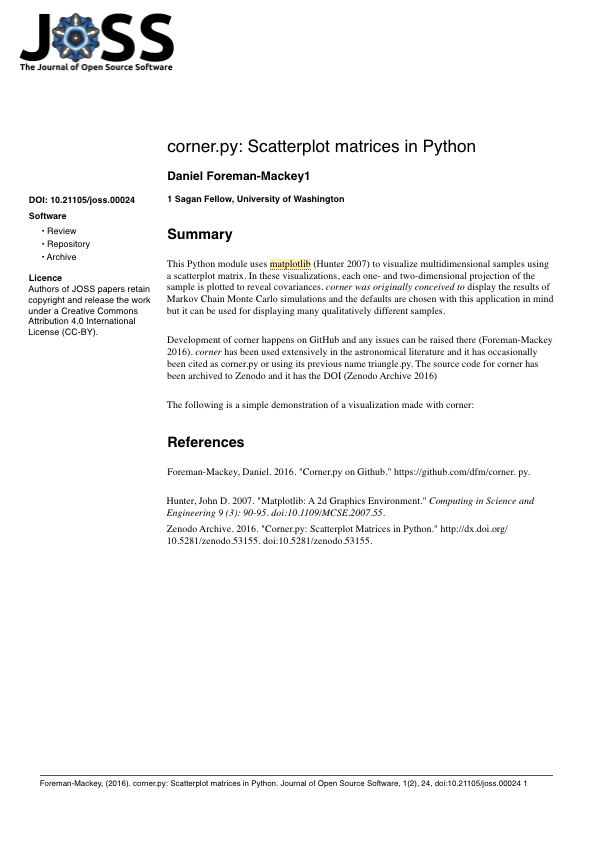 JOSS
The Journal of Open Source Software
corner.py: Scatterplot matrices in Python
Daniel Foreman-Mackey1
DOI: 10.21105/joss.00024
Software
• Review
• Repository
• Archive
Licence
Authors of JOSS papers retain
copyright and release the work
under a Creative Commons
Attribution 4.0 International
License (CC-BY).
1 Sagan Fellow, University of Washington
Summary
This Python module uses matplotlib (Hunter 2007) to visualize multidimensional samples using
a scatterplot matrix. In these visualizations, each one- and two-dimensional projection of the
sample is plotted to reveal covariances. corner was originally conceived to display the results of
Markov Chain Monte Carlo simulations and the defaults are chosen with this application in mind
but it can be used for displaying many qualitatively different samples.
Development of corner happens on GitHub and any issues can be raised there (Foreman-Mackey
2016). corner has been used extensively in the astronomical literature and it has occasionally
been cited as corner.py or using its previous name triangle.py. The source code for corner has
been archived to Zenodo and it has the DOI (Zenodo Archive 2016)
The following is a simple demonstration of a visualization made with corner:
References
Foreman-Mackey, Daniel. 2016. "Corner.py on Github." https://github.com/dfm/corner. py.
Hunter, John D. 2007. "Matplotlib: A 2d Graphics Environment." Computing in Science and
Engineering 9 (3): 90-95. doi:10.1109/MCSE.2007.55.
Zenodo Archive. 2016. "Corner.py: Scatterplot Matrices in Python." http://dx.doi.org/
10.5281/zenodo.53155. doi:10.5281/zenodo.53155.
Foreman-Mackey, (2016). corner.py: Scatterplot matrices in Python. Journal of Open Source Software, 1(2), 24, doi:10.21105/joss.00024 1